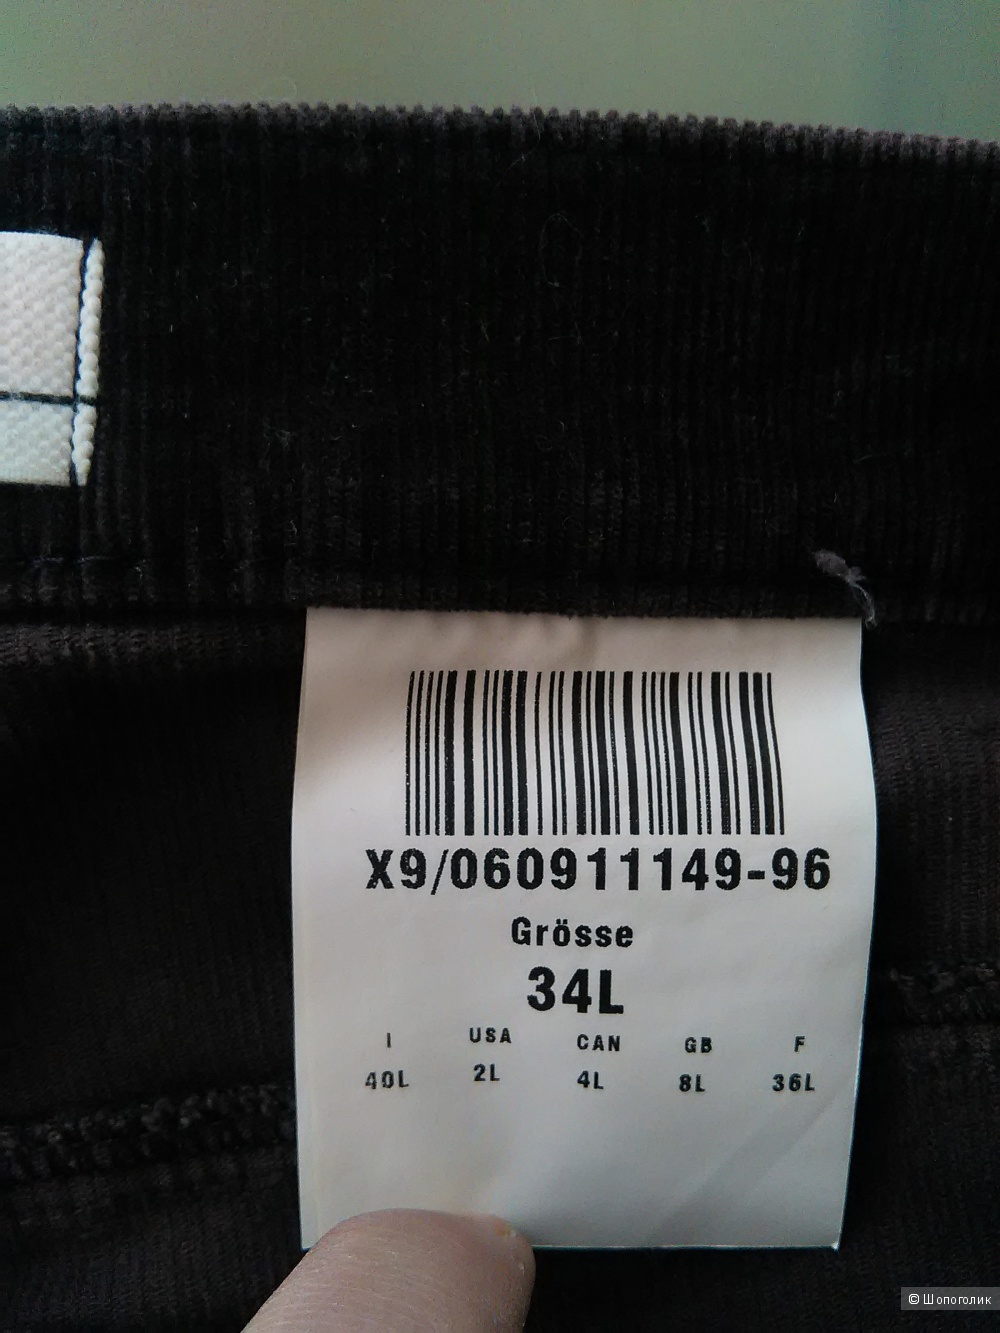 X9/060911149-96
Grösse
34L
I USA CAN GB F
40L 2L 4L 8L 36L
© Шопоголик